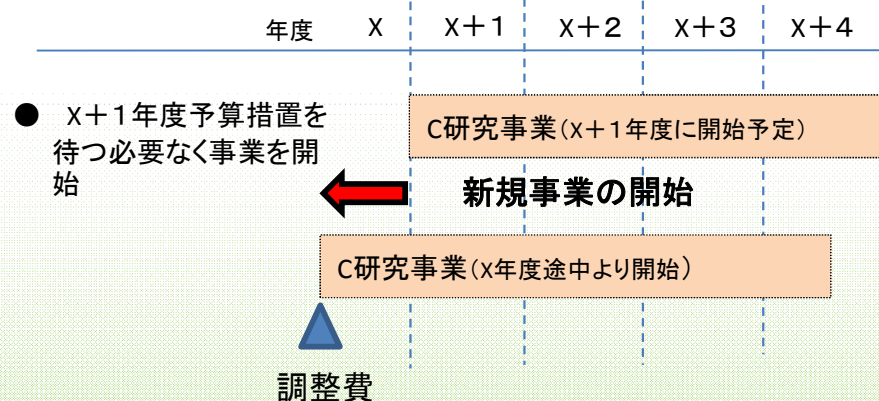 年度 X X+1 X+2 X+3 X+4
● X+1年度予算措置を
待つ必要なく事業を開
始
C研究事業(X+1年度に開始予定)
新規事業の開始
C研究事業(X年度途中より開始)
調整費